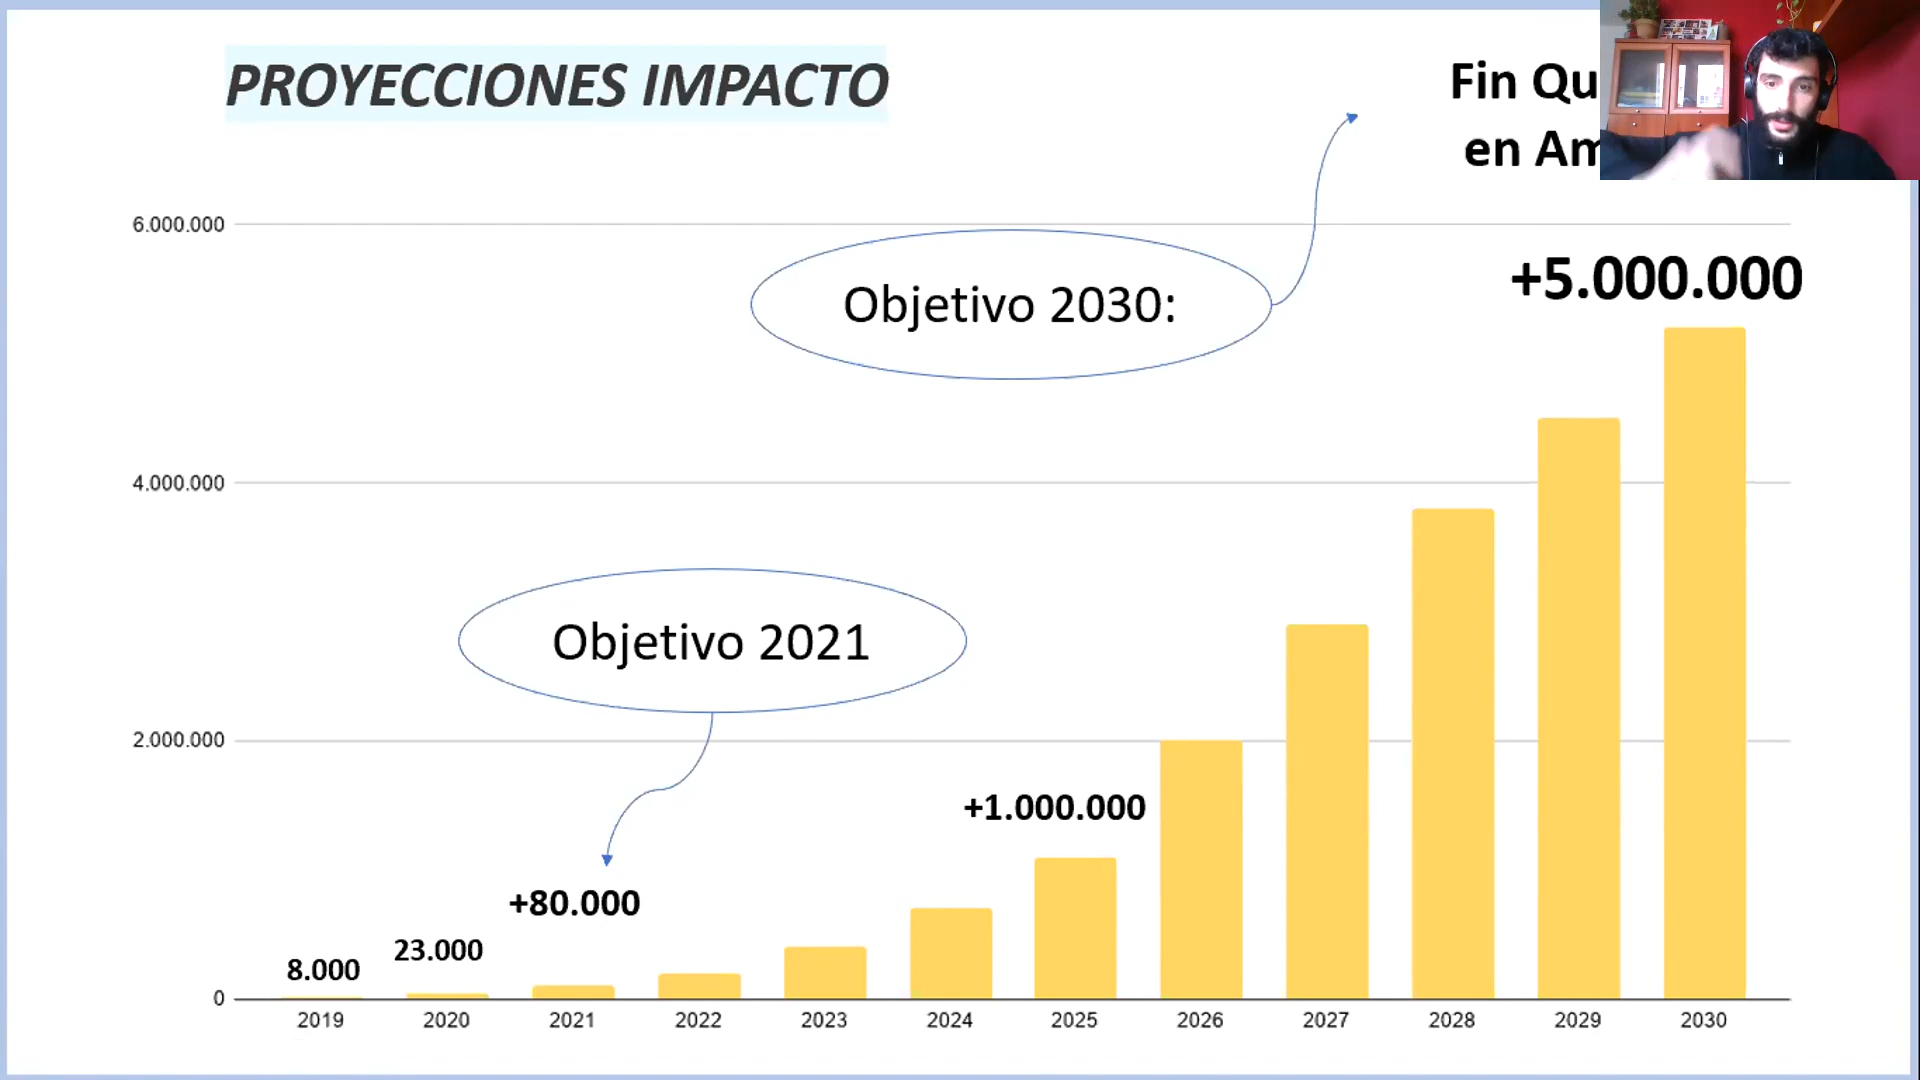 PROYECCIONES IMPACTO
Fin
en
6.000.000
+5.000.000
Objetivo 2030:
4.000.000
Objetivo 2021
2.000.000
+1.000.000
+80.000
23.000
8.000
0
2019 2020 2021 2022 2023 2024 2025 2026 2027 2028 2029 2030